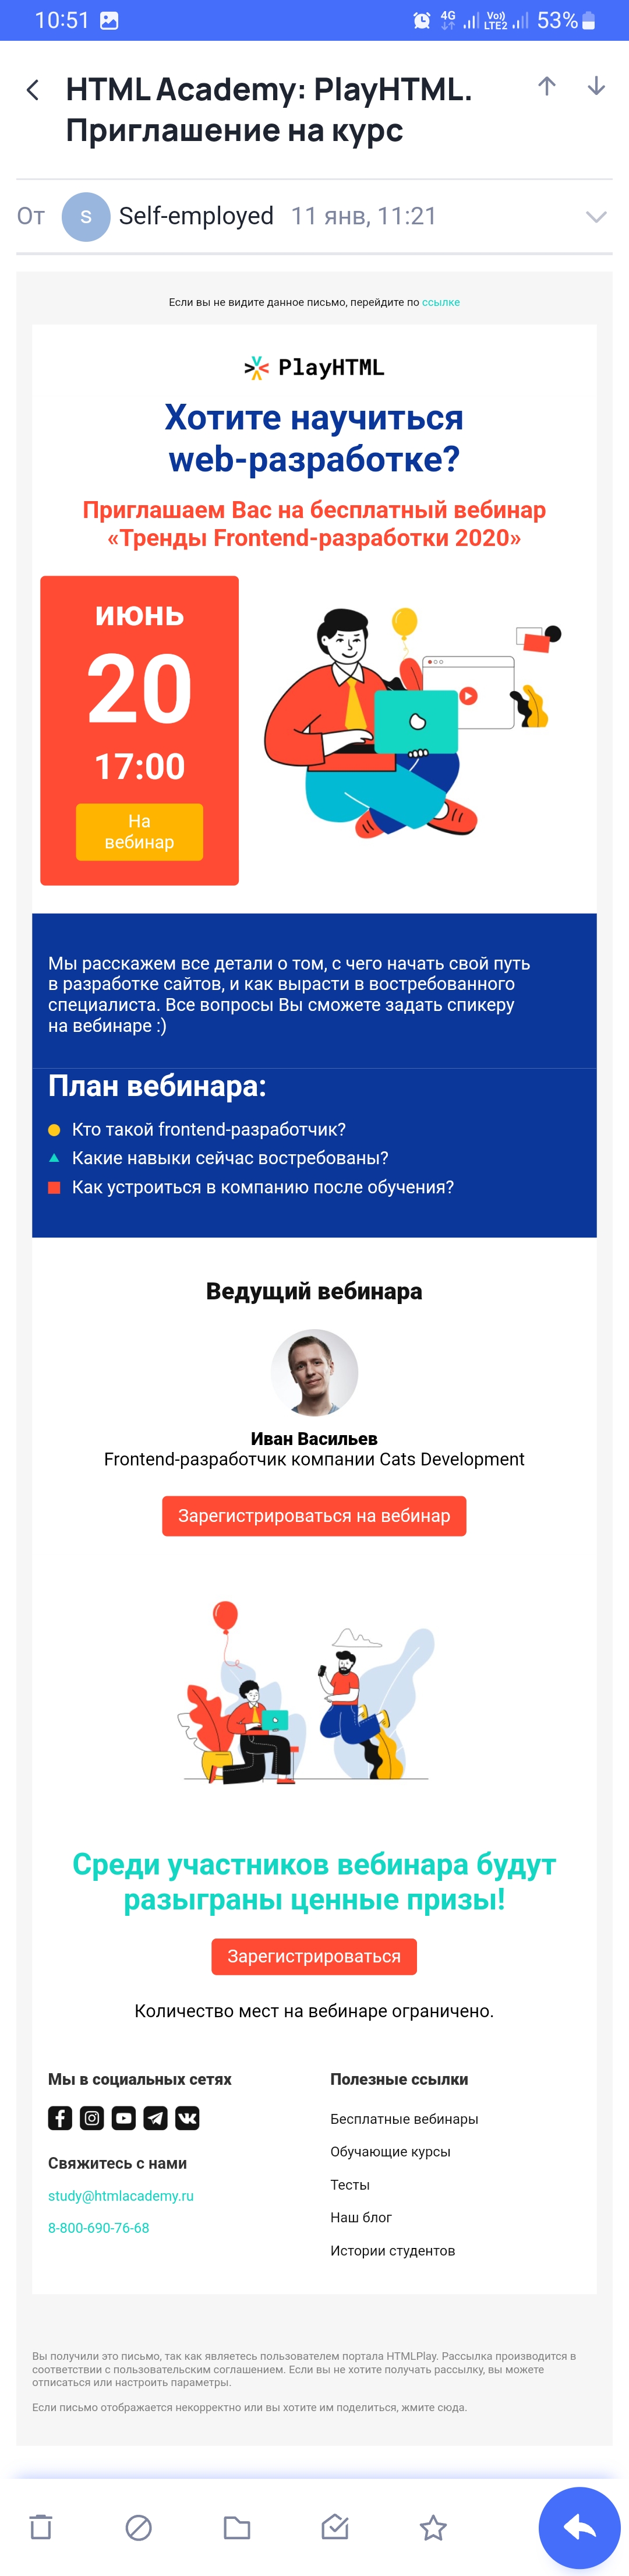 10:51
4G
Vo))
LTE2
53%
HTML Academy: PlayHTML.
Приглашение на курс
От S Self-employed 11 янв, 11:21
Если вы не видите данное письмо, перейдите по ссылке
PlayHTML
Хотите научиться
web-разработке?
Приглашаем Вас на бесплатный вебинар
«Тренды Frontend-разработки 2020»
июнь
20
17:00
На
вебинар
Мы расскажем все детали о том, с чего начать свой путь
в разработке сайтов, и как вырасти в востребованного
специалиста. Все вопросы Вы сможете задать спикеру
на вебинаре :)
План вебинара:
Кто такой frontend-разработчик?
Какие навыки сейчас востребованы?
Как устроиться в компанию после обучения?
Ведущий вебинара
Иван Васильев
Frontend-разработчик компании Cats Development
Зарегистрироваться на вебинар
Среди участников вебинара будут
разыграны ценные призы!
Зарегистрироваться
Количество мест на вебинаре ограничено.
Мы в социальных сетях
Свяжитесь с нами
study@htmlacademy.ru
8-800-690-76-68
Полезные ссылки
Бесплатные вебинары
Обучающие курсы
Тесты
Наш блог
Истории студентов
Вы получили это письмо, так как являетесь пользователем портала HTMLPlay. Рассылка производится в
соответствии с пользовательским соглашением. Если вы не хотите получать рассылку, вы можете
отписаться или настроить параметры.
Если письмо отображается некорректно или вы хотите им поделиться, жмите сюда.